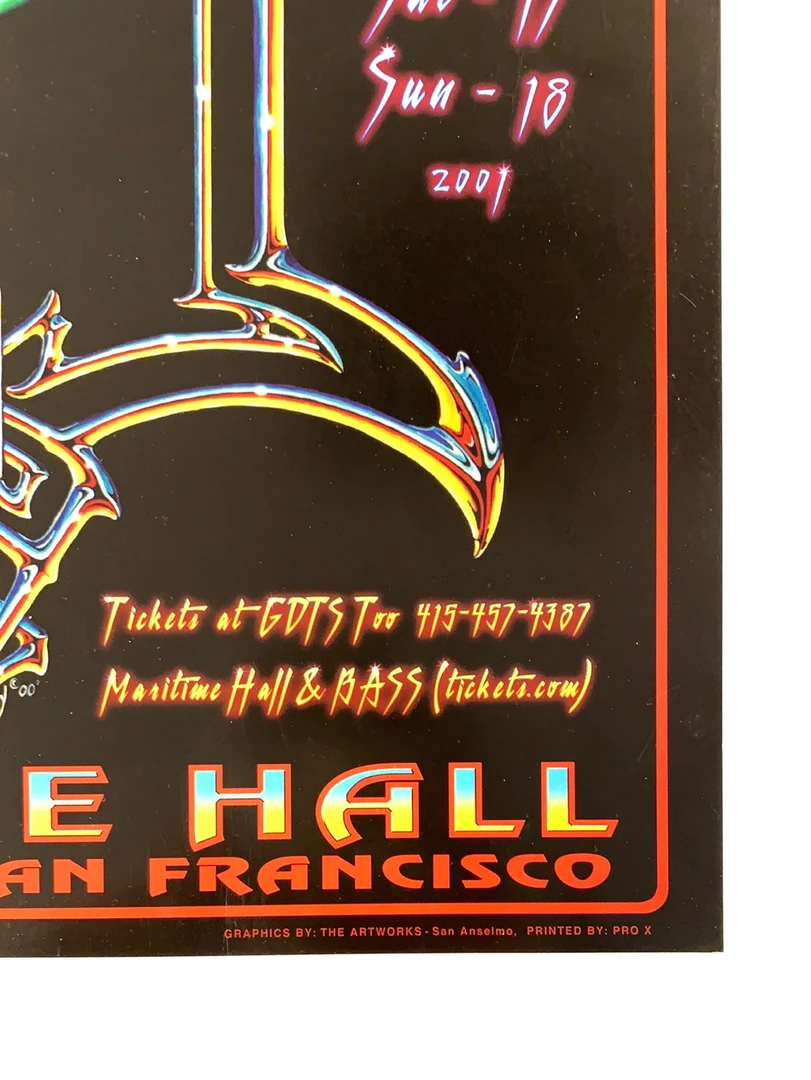 Sun - 18
2001
Tickets at GDTS Too 415-457-4387
Maritime Hall & BASS (tickets.com)
©00'
E HALL
AN FRANCISCO
GRAPHICS BY: THE ARTWORKS - San Anselmo, PRINTED BY: PRO X